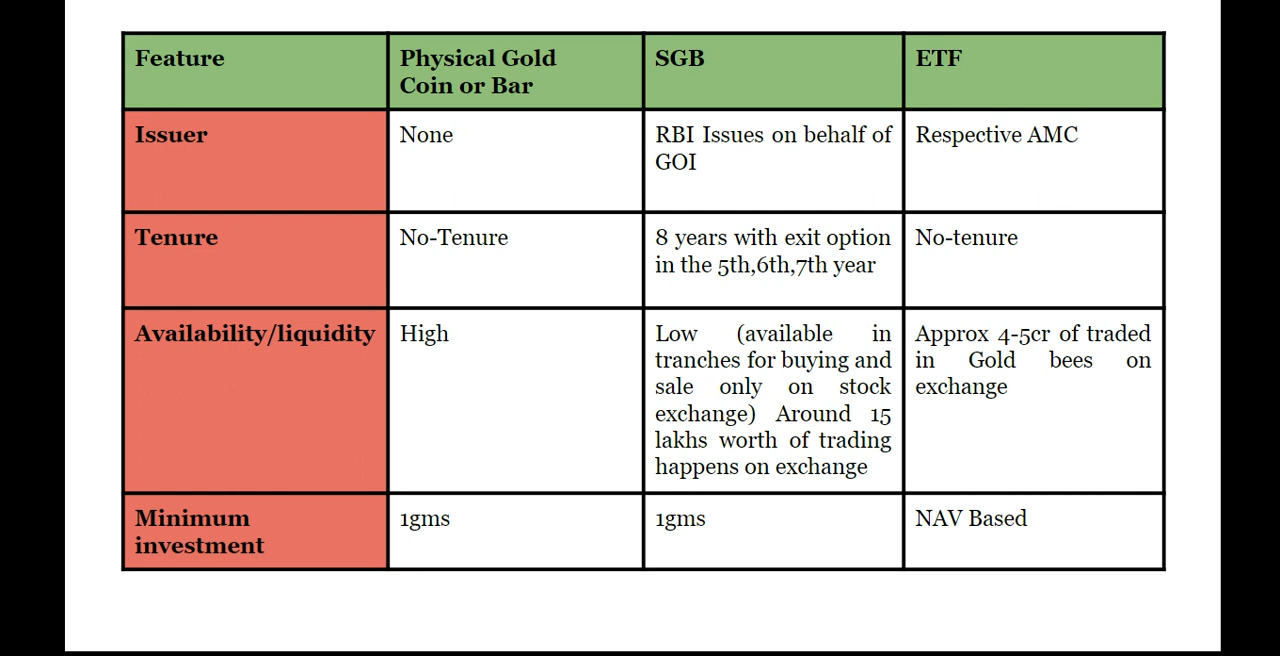 Feature
Physical Gold
Coin or Bar
SGB
ETF
Issuer
None
RBI Issues on behalf of
GOI
Respective AMC
Tenure
No-Tenure
8 years with exit option
in the 5th,6th,7th year
No-tenure
Availability/liquidity
High
Low (available in
tranches for buying and
sale only on stock
exchange) Around 15
lakhs worth of trading
happens on exchange
Approx 4-5cr of traded
in Gold bees on
exchange
Minimum
investment
1gms
1gms
NAV Based